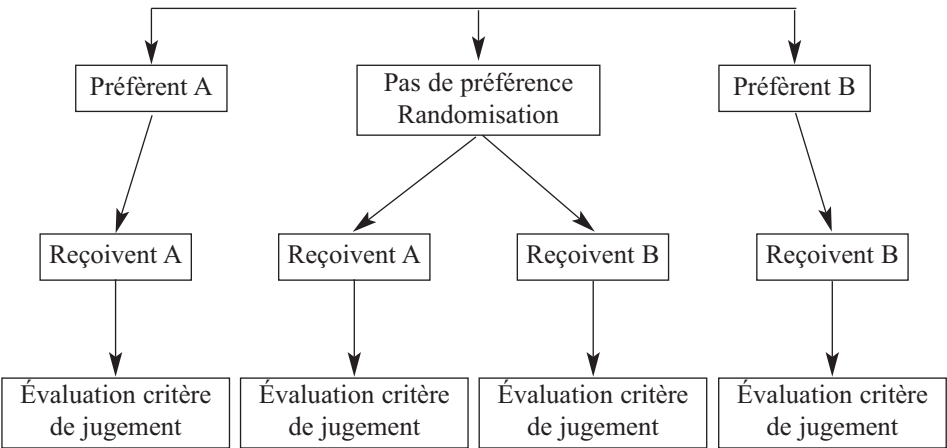 Préfèrent A
Pas de préférence
Randomisation
Préfèrent B
Reçoivent A
Reçoivent A
Reçoivent B
Reçoivent B
Évaluation critère
de jugement
Évaluation critère
de jugement
Évaluation critère
de jugement
Évaluation critère
de jugement